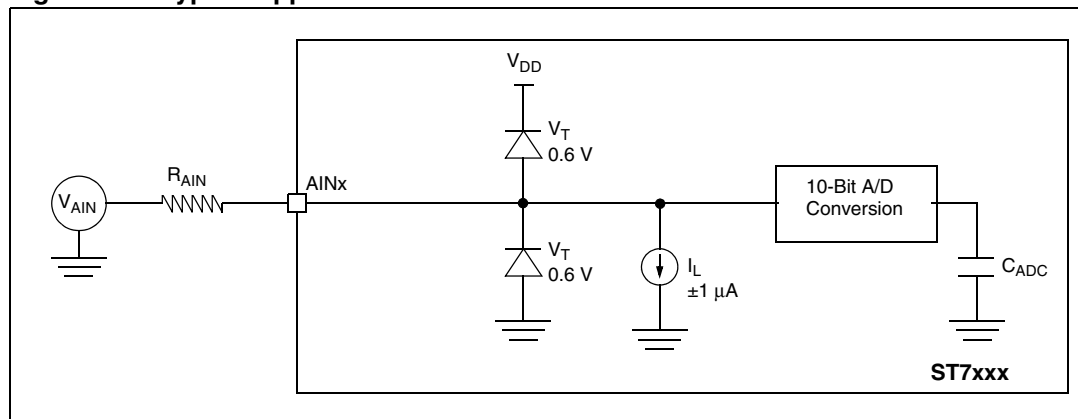 V_DD
V_T
0.6 V
R_AIN
AINx
V_AIN
10-Bit A/D
Conversion
V_T
0.6 V
I_L
±1 μA
C_ADC
ST7xxx